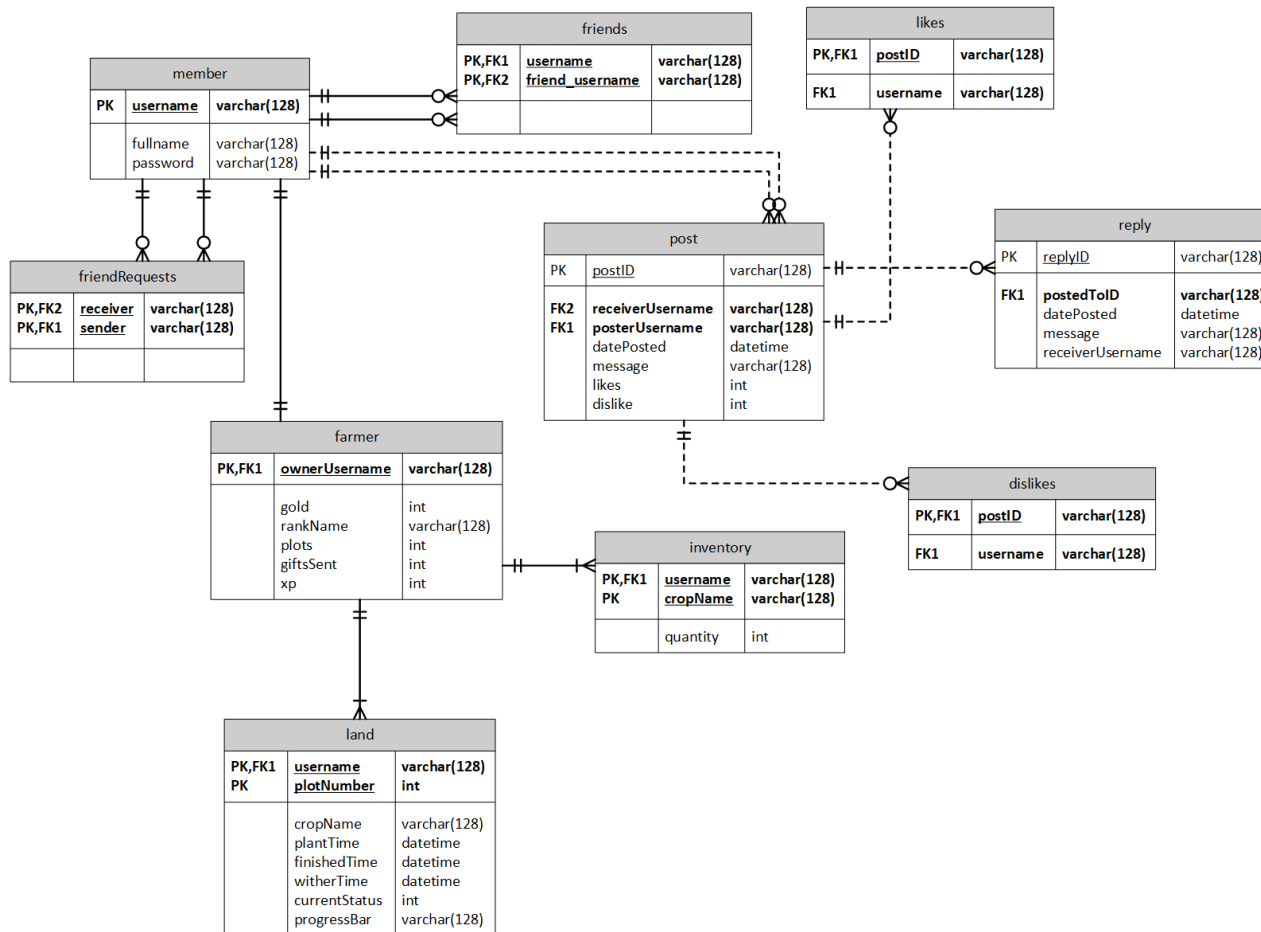 friends
PK,FK1 username varchar(128)
PK,FK2 friend_username varchar(128)
likes
PK,FK1 postID varchar(128)
FK1 username varchar(128)
member
PK username varchar(128)
fullname varchar(128)
password varchar(128)
post
PK postID varchar(128)
FK2 receiverUsername varchar(128)
FK1 posterUsername varchar(128)
datePosted datetime
message varchar(128)
likes int
dislike int
reply
PK replyID varchar(128)
FK1 postedToID varchar(128)
datePosted datetime
message varchar(128)
receiverUsername varchar(128)
friendRequests
PK,FK2 receiver varchar(128)
PK,FK1 sender varchar(128)
farmer
PK,FK1 ownerUsername varchar(128)
gold int
rankName varchar(128)
plots int
giftsSent int
xp int
dislikes
PK,FK1 postID varchar(128)
FK1 username varchar(128)
inventory
PK,FK1 username varchar(128)
PK cropName varchar(128)
quantity int
land
PK,FK1 username varchar(128)
PK plotNumber int
cropName varchar(128)
plantTime datetime
finishedTime datetime
witherTime datetime
currentStatus int
progressBar varchar(128)